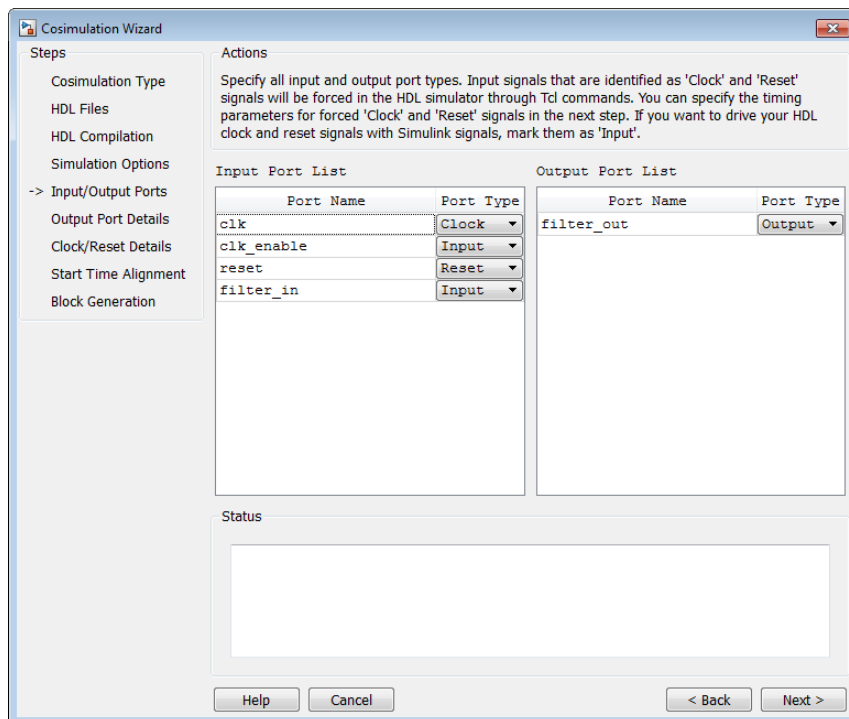 Cosimulation Wizard
Steps
Cosimulation Type
HDL Files
HDL Compilation
Simulation Options
-> Input/Output Ports
Output Port Details
Clock/Reset Details
Start Time Alignment
Block Generation
Actions
Specify all input and output port types. Input signals that are identified as 'Clock' and 'Reset'
signals will be forced in the HDL simulator through Tcl commands. You can specify the timing
parameters for forced 'Clock' and 'Reset' signals in the next step. If you want to drive your HDL
clock and reset signals with Simulink signals, mark them as 'Input'.
Input Port List
Port Name Port Type
clk Clock
clk_enable Input
reset Reset
filter_in Input
Output Port List
Port Name Port Type
filter_out Output
Status
Help Cancel < Back Next >